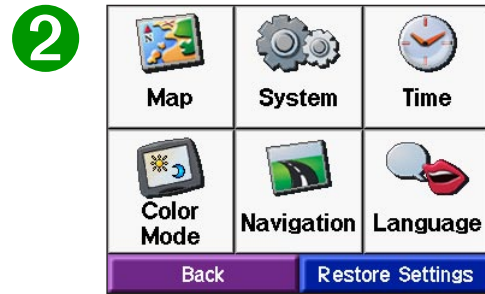 2
Map System Time
Color
Mode
Navigation Language
Back Restore Settings